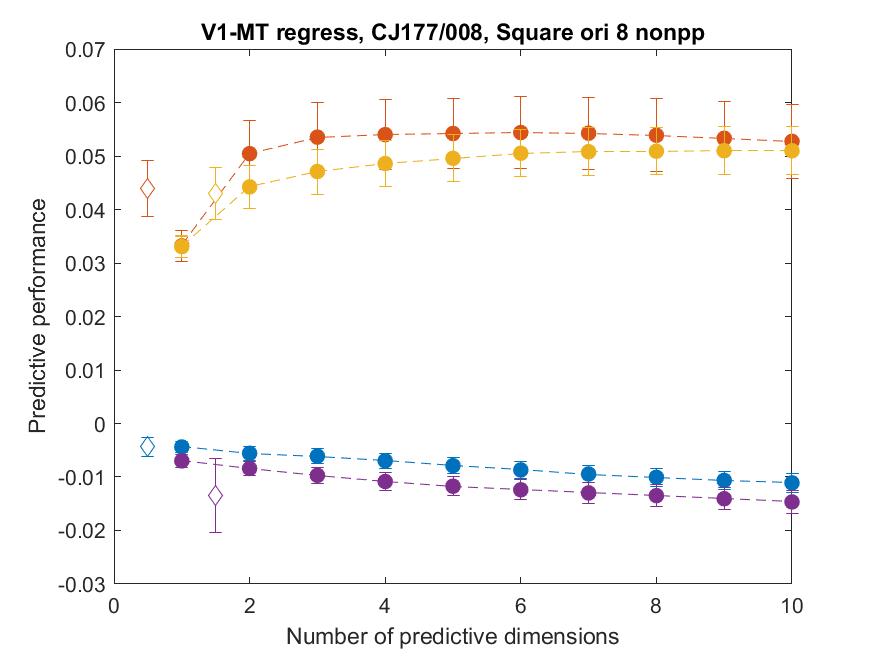 V1-MT regress, CJ177/008, Square ori 8 nonpp
0.07
0.06
0.05
0.04
0.03
0.02
0.01
0
-0.01
-0.02
-0.03
Predictive performance
0 2 4 6 8 10
Number of predictive dimensions